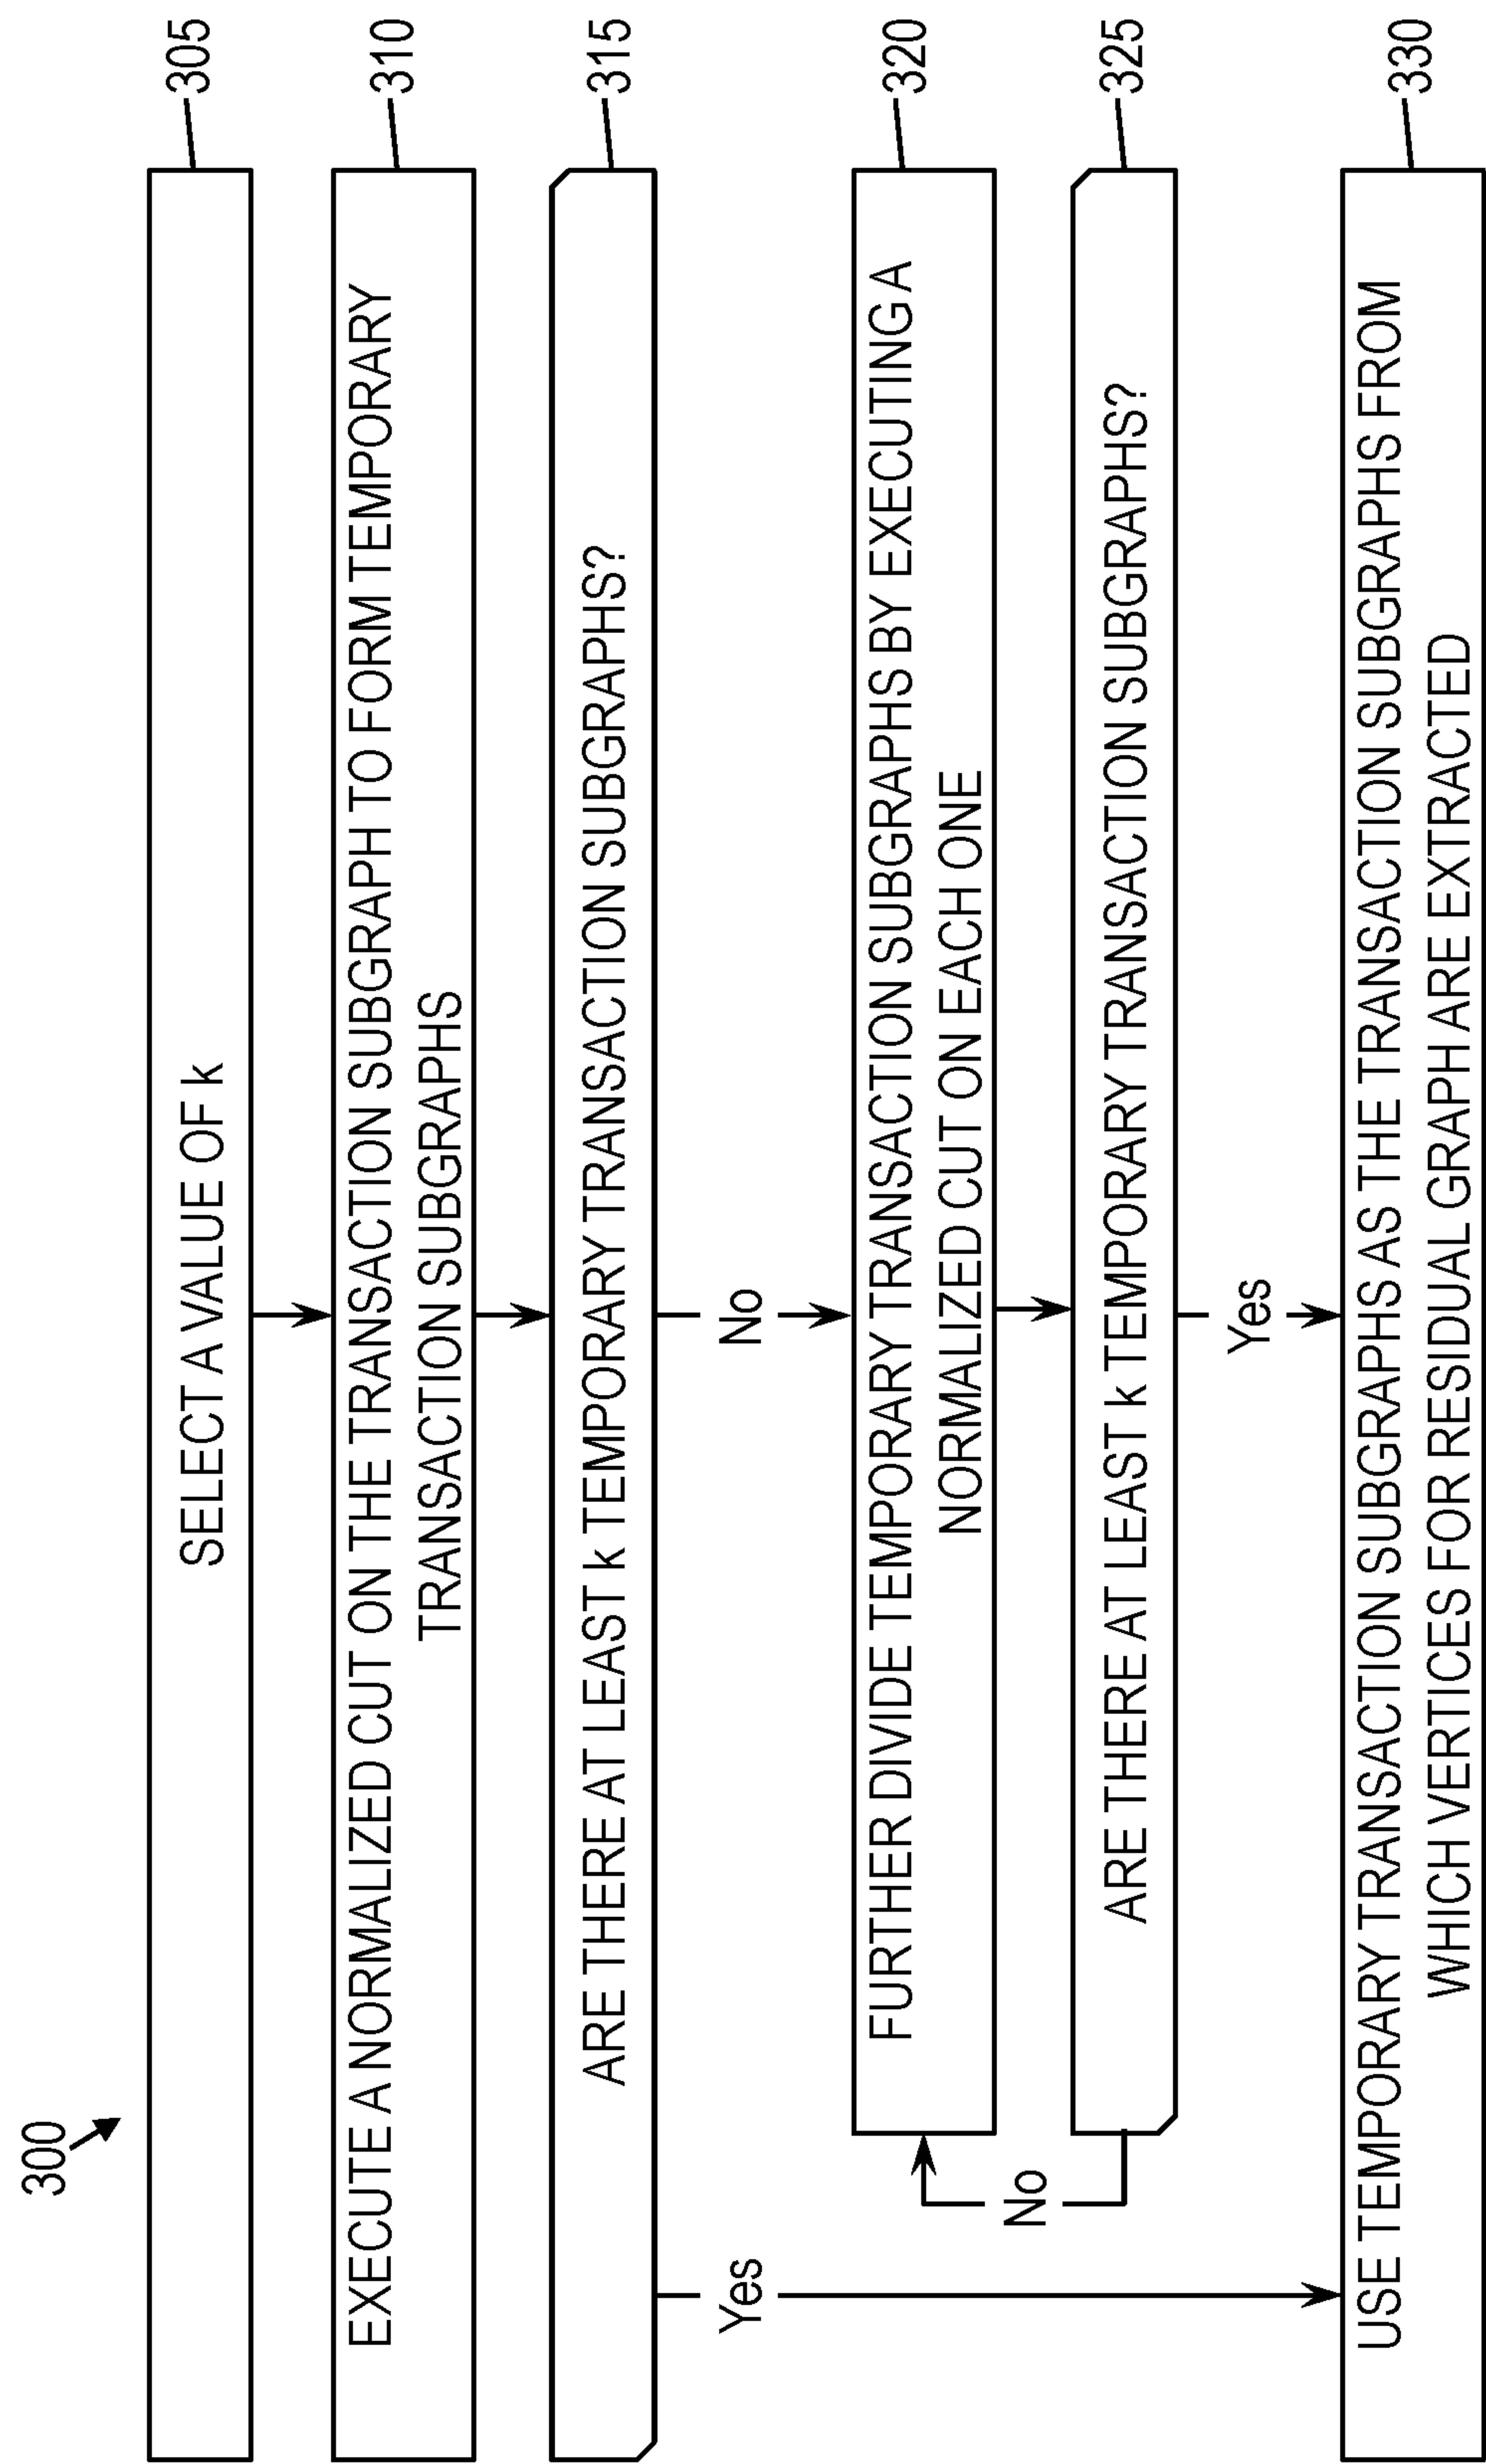 300
SELECT A VALUE OF k
305
EXECUTE A NORMALIZED CUT ON THE TRANSACTION SUBGRAPH TO FORM TEMPORARY
TRANSACTION SUBGRAPHS
310
ARE THERE AT LEAST k TEMPORARY TRANSACTION SUBGRAPHS?
315
Yes
No
FURTHER DIVIDE TEMPORARY TRANSACTION SUBGRAPHS BY EXECUTING A
NORMALIZED CUT ON EACH ONE
320
No
ARE THERE AT LEAST k TEMPORARY TRANSACTION SUBGRAPHS?
325
Yes
USE TEMPORARY TRANSACTION SUBGRAPHS AS THE TRANSACTION SUBGRAPHS FROM
WHICH VERTICES FOR RESIDUAL GRAPH ARE EXTRACTED
330